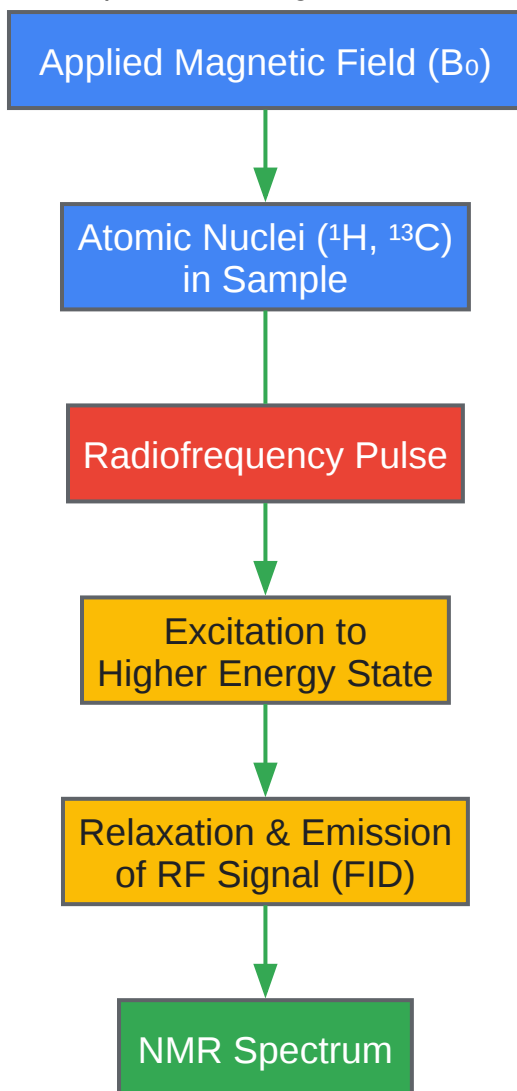 Applied Magnetic Field (B₀)
Atomic Nuclei (¹H, ¹³C)
in Sample
Radiofrequency Pulse
Excitation to
Higher Energy State
Relaxation & Emission
of RF Signal (FID)
NMR Spectrum